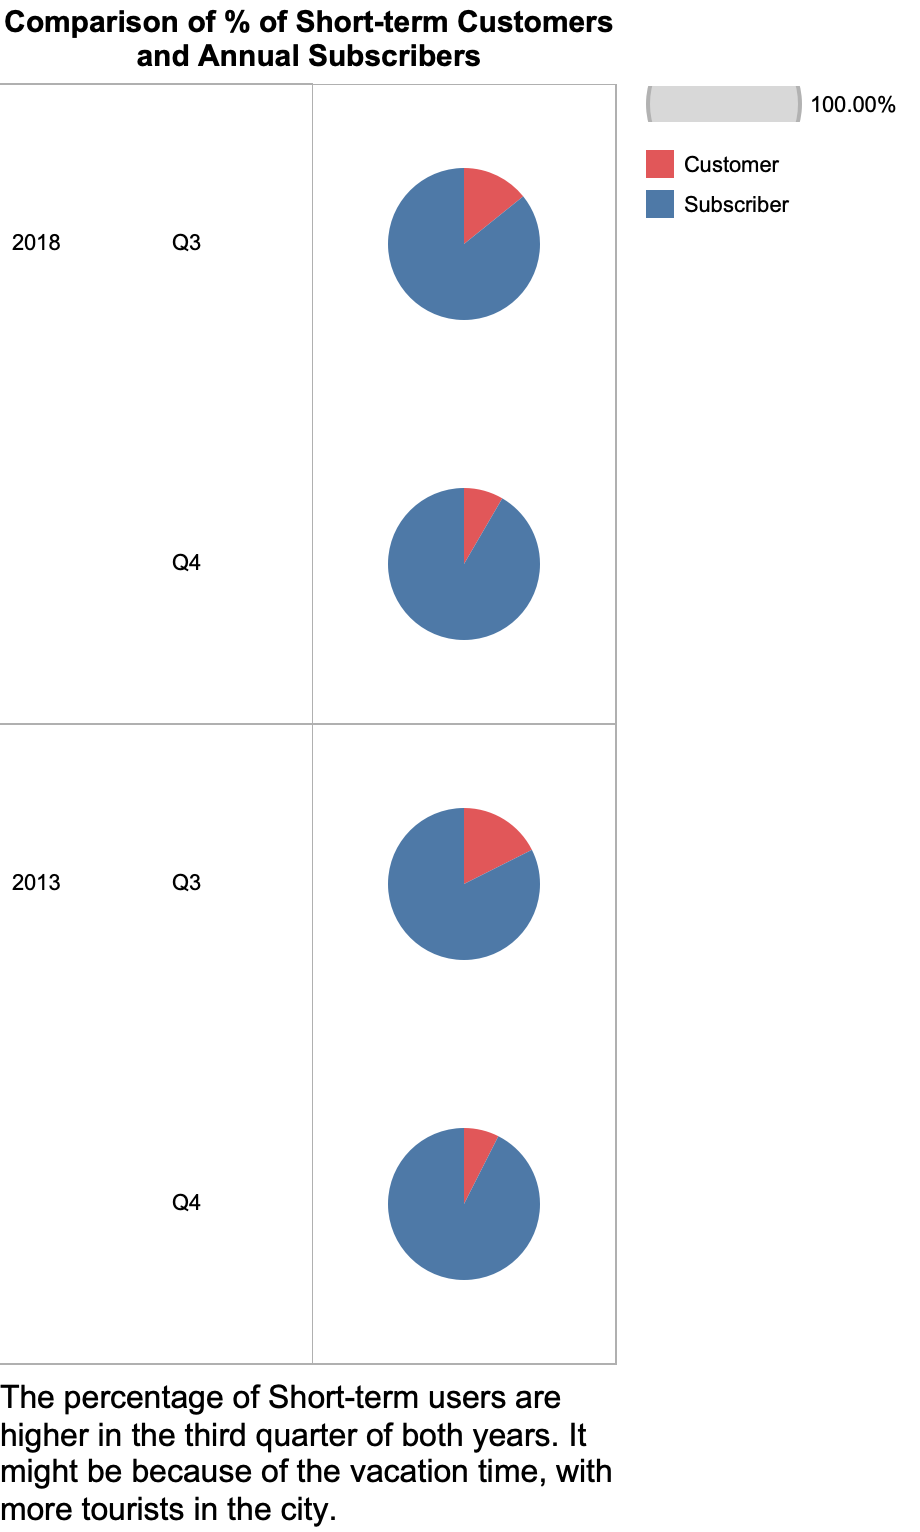 Comparison of % of Short-term Customers
and Annual Subscribers
100.00%
Customer
Subscriber
2018 Q3
Q4
2013 Q3
Q4
The percentage of Short-term users are
higher in the third quarter of both years. It
might be because of the vacation time, with
more tourists in the city.